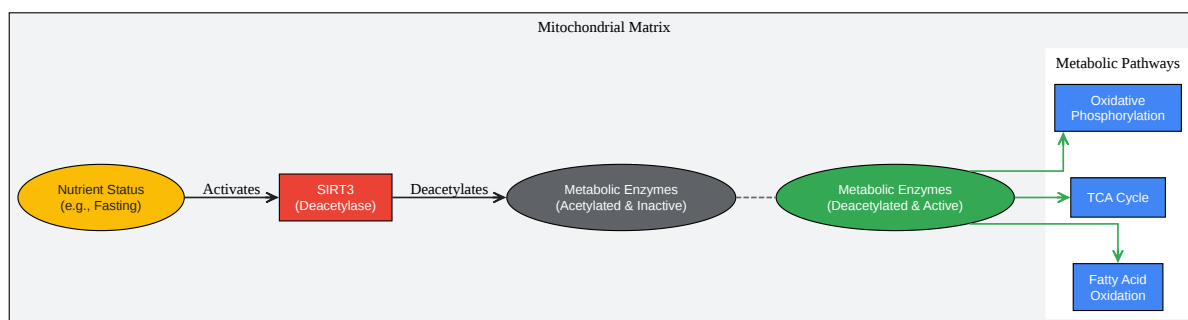 Mitochondrial Matrix
Metabolic Pathways
Oxidative
Phosphorylation
Nutrient Status
(e.g., Fasting)
Activates
SIRT3
(Deacetylase)
Deacetylates
Metabolic Enzymes
(Acetylated & Inactive)
Metabolic Enzymes
(Deacetylated & Active)
TCA Cycle
Fatty Acid
Oxidation